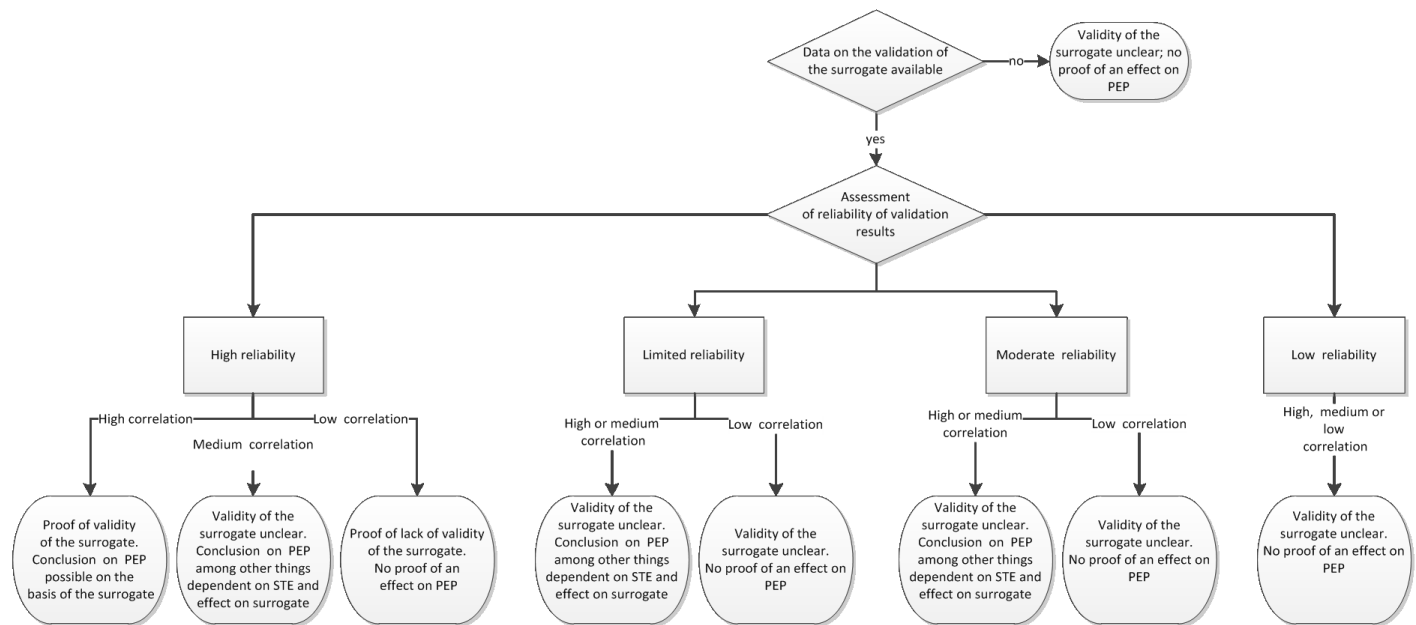 Data on the validation of
the surrogate available
no
Validity of the
surrogate unclear; no
proof of an effect on
PEP
yes
Assessment
of reliability of validation
results
High reliability
Limited reliability
Moderate reliability
Low reliability
High correlation
Medium correlation
Low correlation
High or medium
correlation
Low correlation
High or medium
correlation
Low correlation
High, medium or
low
correlation
Proof of validity
of the surrogate.
Conclusion on PEP
possible on the
basis of the surrogate
Validity of the
surrogate unclear.
Conclusion on PEP
among other things
dependent on STE and
effect on surrogate
Proof of lack of validity
of the surrogate.
No proof of an
effect on PEP
Validity of the
surrogate unclear.
Conclusion on PEP
among other things
dependent on STE and
effect on surrogate
Validity of the
surrogate unclear.
No proof of an effect on
PEP
Validity of the
surrogate unclear.
Conclusion on PEP
among other things
dependent on STE and
effect on surrogate
Validity of the
surrogate unclear.
No proof of an effect on
PEP
Validity of the
surrogate unclear.
No proof of an effect on
PEP